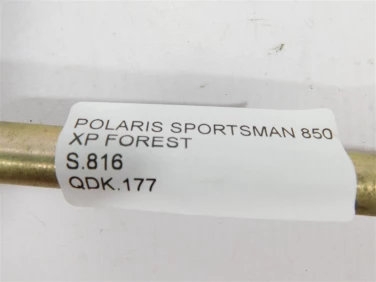 POLARIS SPORTSMAN 850
XP FOREST
S.816
QDK.177